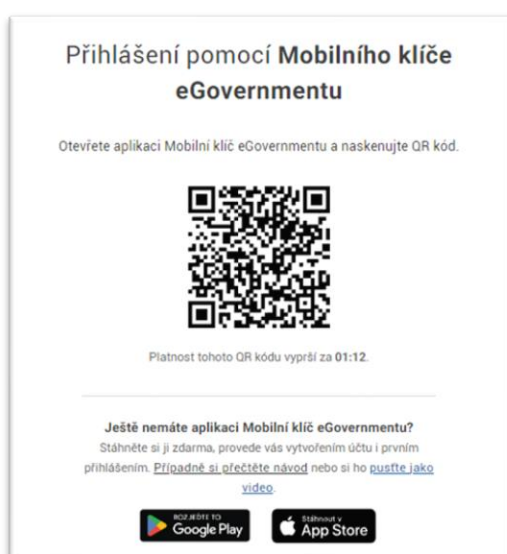 Přihlášení pomocí Mobilního klíče
eGovernmentu
Otevřete aplikaci Mobilní klíč eGovernmentu a naskenujte QR kód.
Platnost tohoto QR kódu vyprší za 01:12.
Ještě nemáte aplikaci Mobilní klíč eGovernmentu?
Stáhněte si ji zdarma, provede vás vytvořením účtu i prvním
přihlášením. Případně si přečtěte návod nebo si ho pusťte jako
video.
Google Play
Stáhnout v
App Store